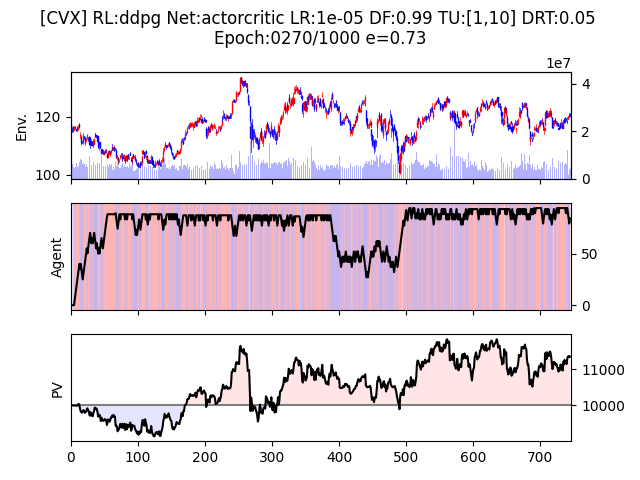 [CVX] RL:ddpg Net:actorcritic LR:1e-05 DF:0.99 TU:[1,10] DRT:0.05
Epoch:0270/1000 e=0.73
1e7
Env.
120
100
4
2
0
Agent
50
0
PV
11000
10000
0 100 200 300 400 500 600 700